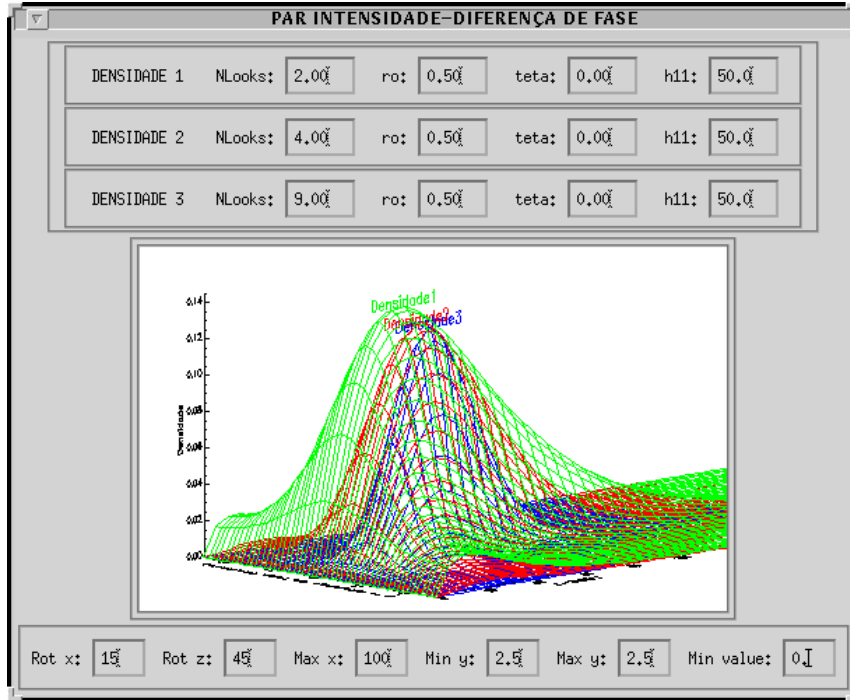 PAR INTENSIDADE-DIFERENÇA DE FASE
DENSIDADE 1 NLooks: 2.00 ro: 0.50 teta: 0.00 h11: 50.0
DENSIDADE 2 NLooks: 4.00 ro: 0.50 teta: 0.00 h11: 50.0
DENSIDADE 3 NLooks: 9.00 ro: 0.50 teta: 0.00 h11: 50.0
Densidade1
Densidade2
Densidade3
0.14
0.12
0.10
0.08
0.06
0.04
0.02
0.00
Densidade
Rot x: 15 Rot z: 45 Max x: 100 Min y: 2.5 Max y: 2.5 Min value: 0.